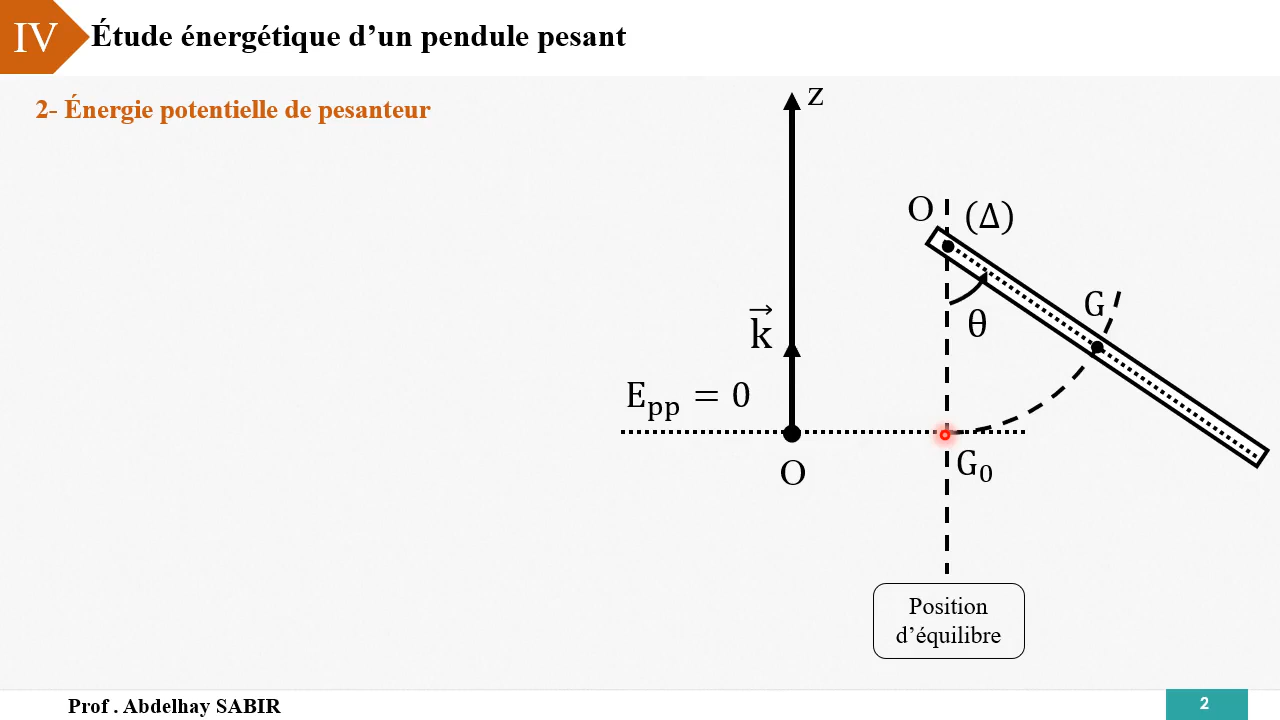 IV
Étude énergétique d’un pendule pesant
2- Énergie potentielle de pesanteur
z
O
(Δ)
G
θ
k⃗
E_pp = 0
O
G₀
Position
d’équilibre
Prof . Abdelhay SABIR
2